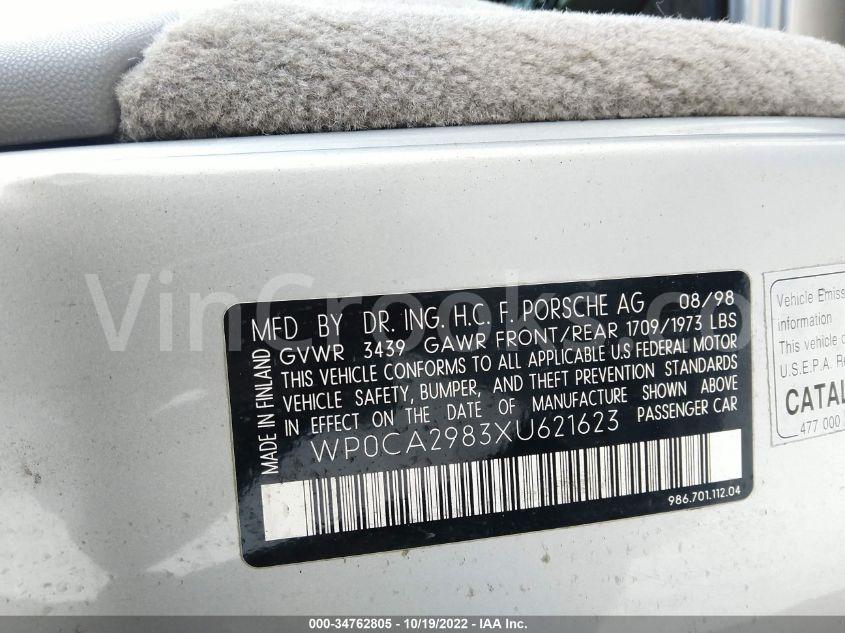 VinCrooks.com
MFD BY DR. ING. H.C. F. PORSCHE AG 08/98
GVWR 3439 GAWR FRONT/REAR 1709/1973 LBS
THIS VEHICLE CONFORMS TO ALL APPLICABLE U.S FEDERAL MOTOR
VEHICLE SAFETY, BUMPER, AND THEFT PREVENTION STANDARDS
IN EFFECT ON THE DATE OF MANUFACTURE SHOWN ABOVE
WP0CA2983XU621623 PASSENGER CAR
MADE IN FINLAND
986.701.112.04
Vehicle Emiss
information
This vehicle
U.S.E.P.A. Re
CATAL
477 000
000-34762805 - 10/19/2022 - IAA Inc.